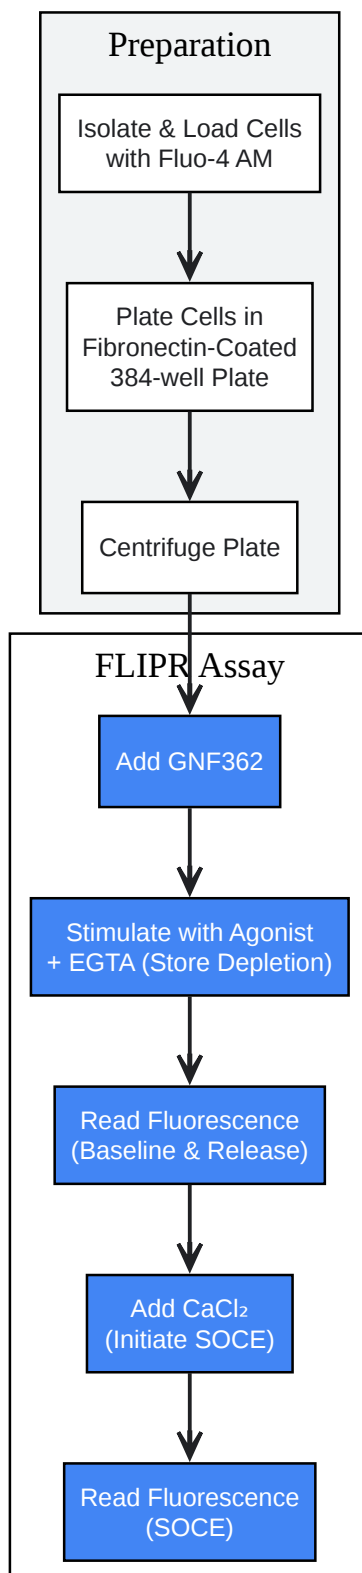 Preparation
Isolate & Load Cells
with Fluo-4 AM
Plate Cells in
Fibronectin-Coated
384-well Plate
Centrifuge Plate
FLIPR Assay
Add GNF362
Stimulate with Agonist
+ EGTA (Store Depletion)
Read Fluorescence
(Baseline & Release)
Add CaCl₂
(Initiate SOCE)
Read Fluorescence
(SOCE)